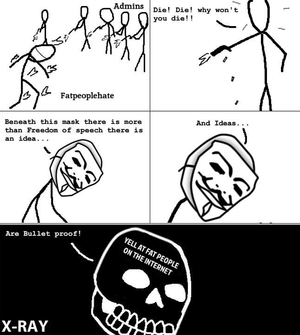 Admins
Fatpeoplehate
Die! Die! why won't
you die!!
Beneath this mask there is more
than Freedom of speech there is
an idea...
And Ideas...
Are Bullet proof!
YELL AT FAT PEOPLE
ON THE INTERNET
X-RAY